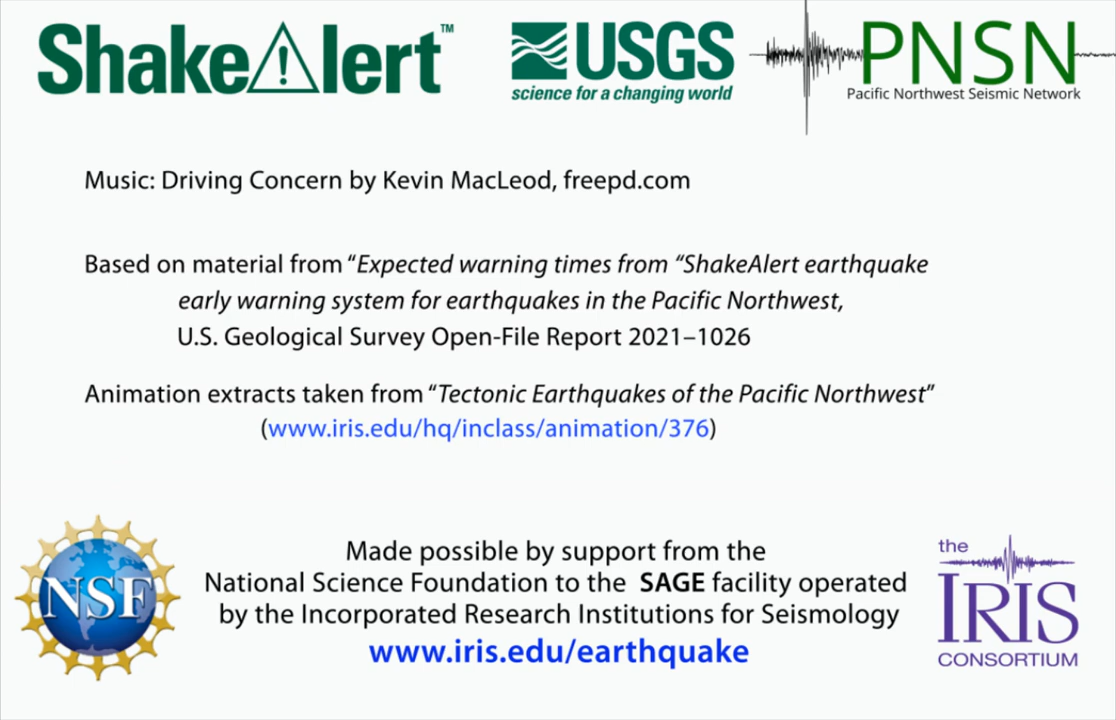 ShakeAlert™
USGS
science for a changing world
PNSN
Pacific Northwest Seismic Network
Music: Driving Concern by Kevin MacLeod, freepd.com
Based on material from “Expected warning times from “ShakeAlert earthquake
early warning system for earthquakes in the Pacific Northwest,
U.S. Geological Survey Open-File Report 2021–1026
Animation extracts taken from “Tectonic Earthquakes of the Pacific Northwest”
(www.iris.edu/hq/inclass/animation/376)
NSF
Made possible by support from the
National Science Foundation to the SAGE facility operated
by the Incorporated Research Institutions for Seismology
www.iris.edu/earthquake
the
IRIS
CONSORTIUM